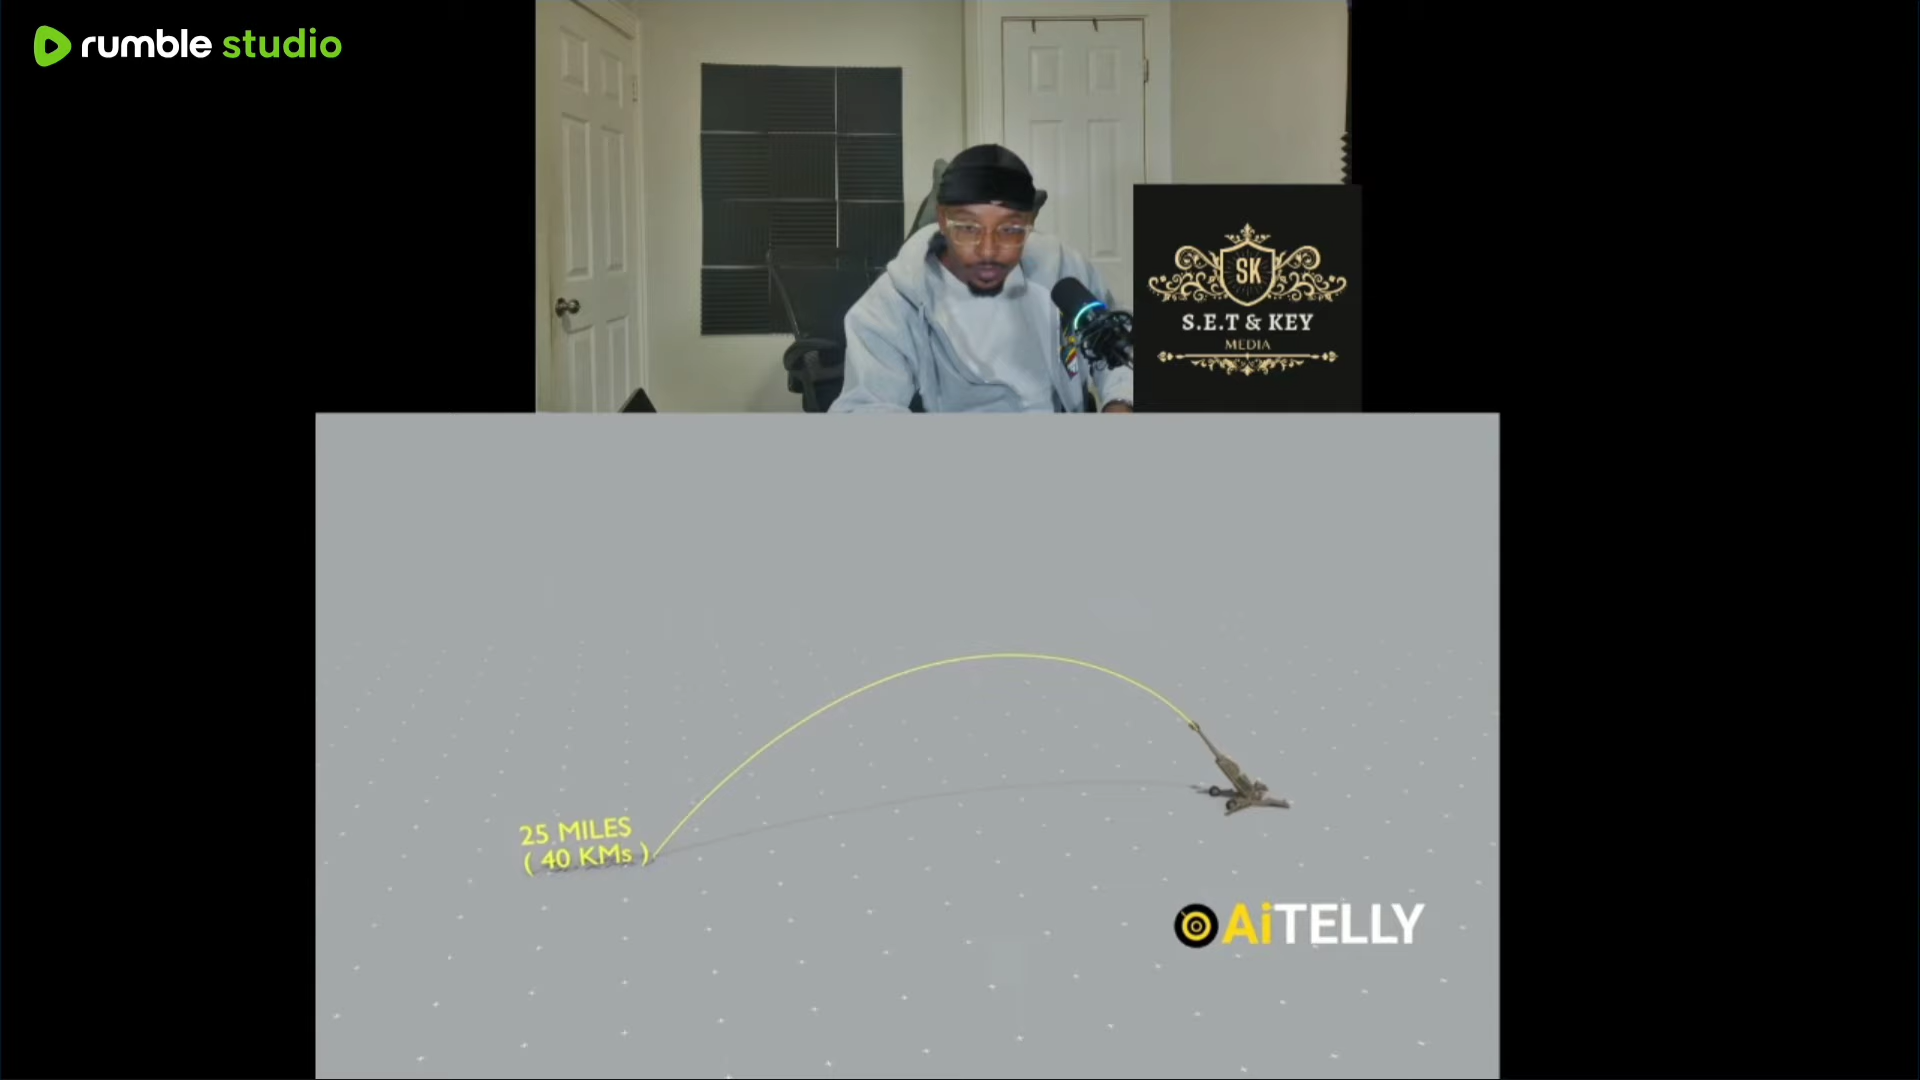 rumble studio
SK
S.E.T & KEY
MEDIA
25 MILES
( 40 KMs )
AiTELLY